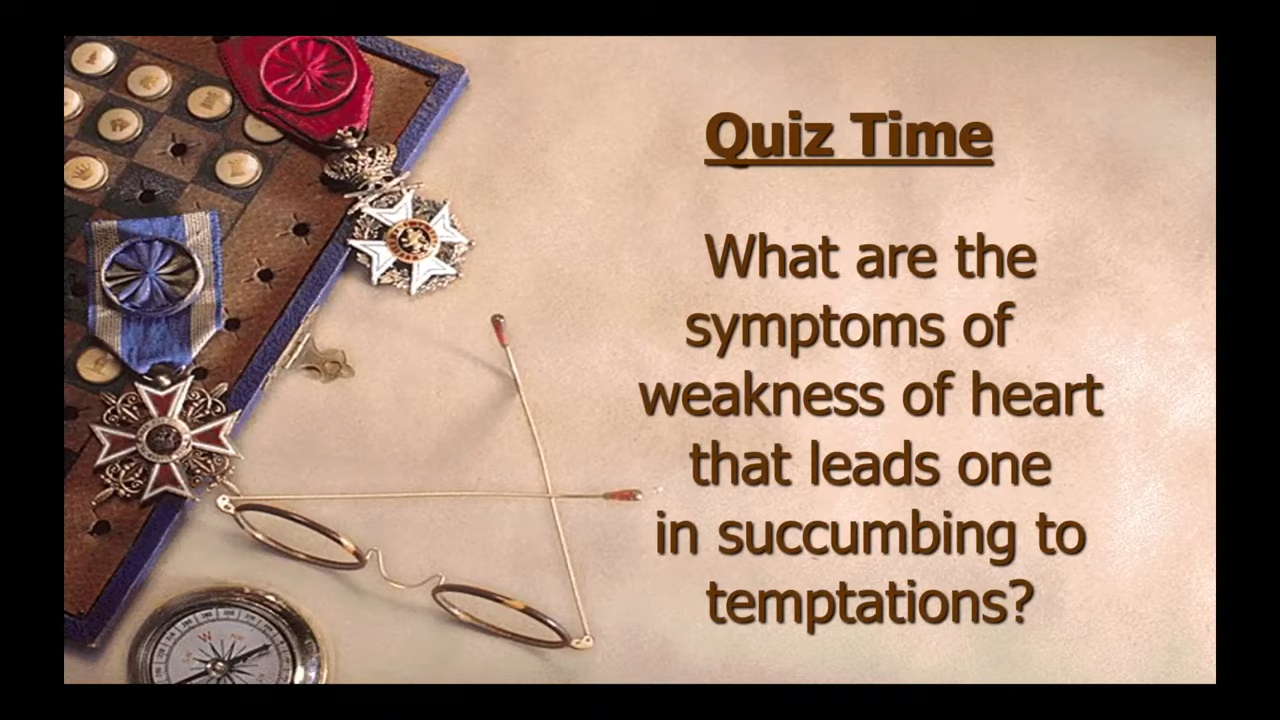 Quiz Time
What are the
symptoms of
weakness of heart
that leads one
in succumbing to
temptations?